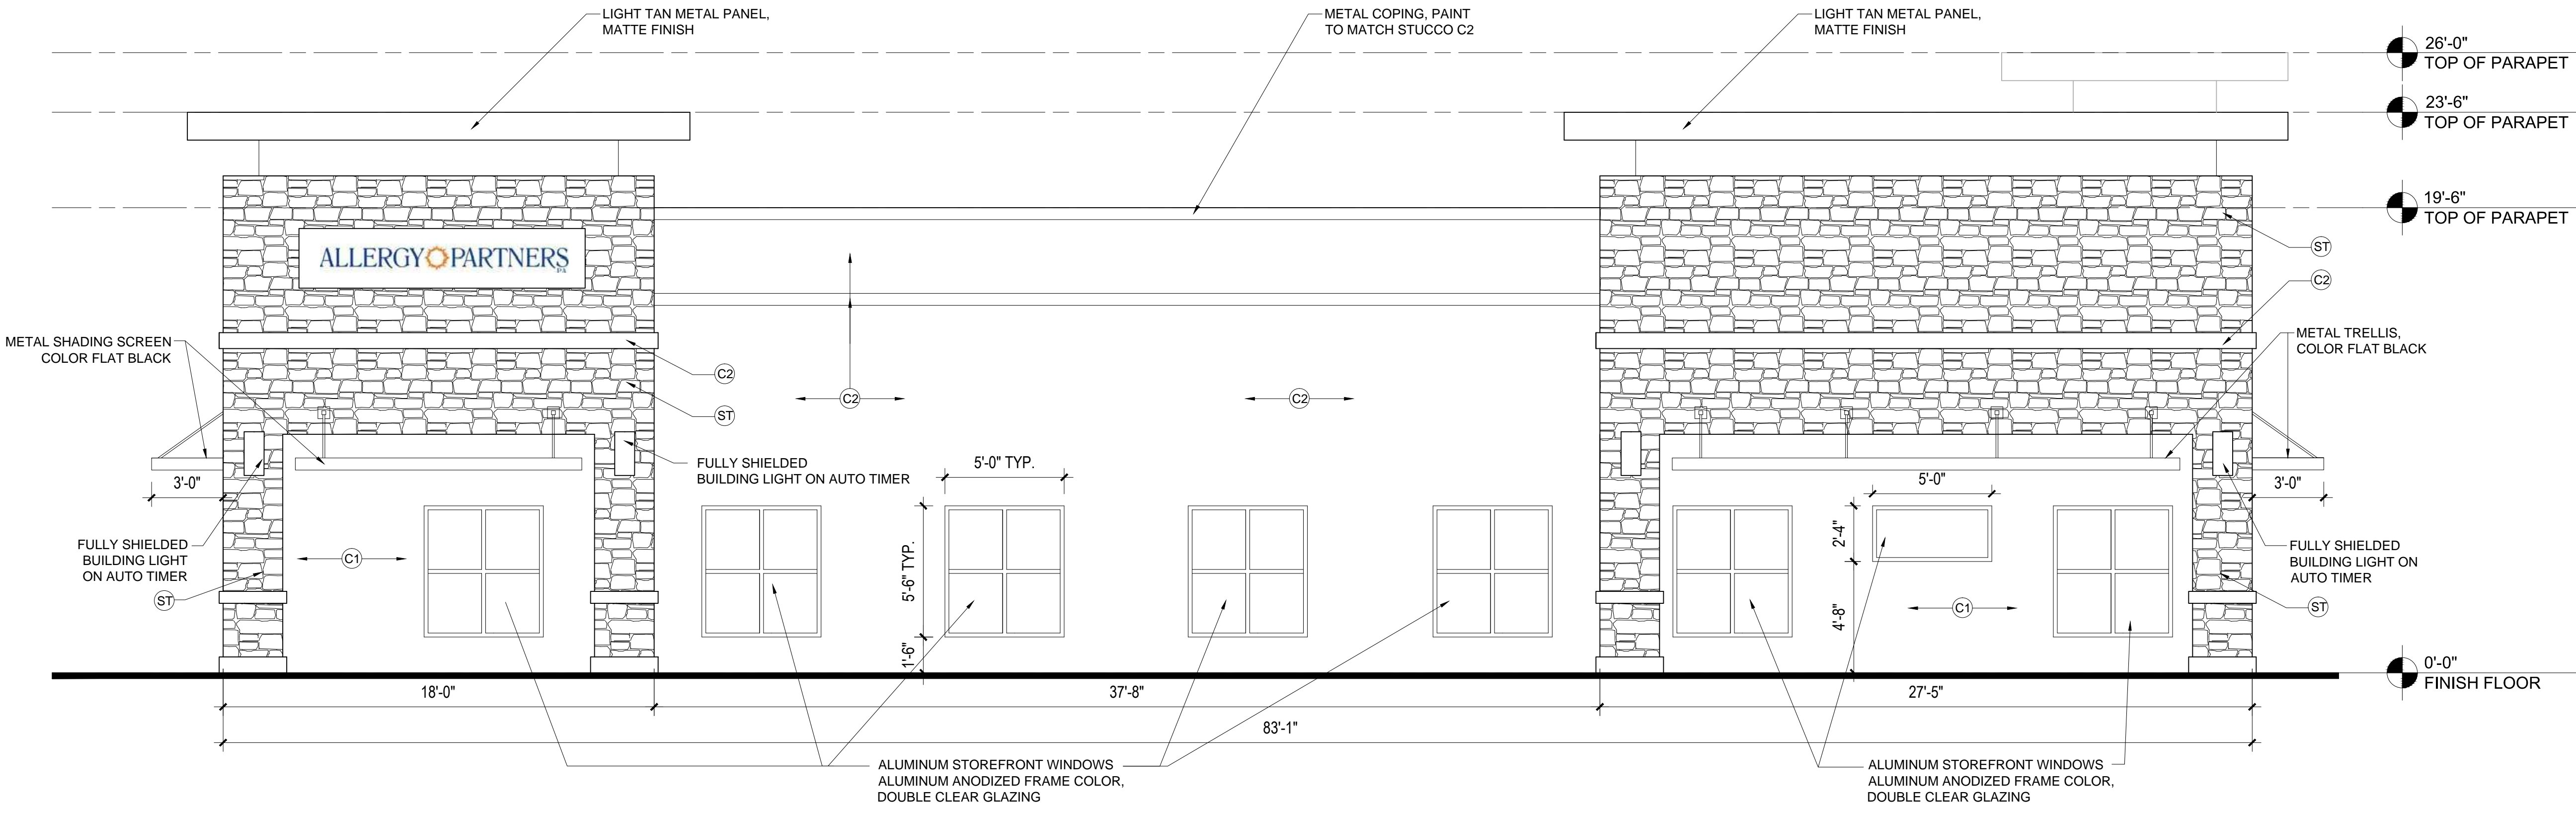 LIGHT TAN METAL PANEL,
MATTE FINISH
METAL COPING, PAINT
TO MATCH STUCCO C2
LIGHT TAN METAL PANEL,
MATTE FINISH
26'-0"
TOP OF PARAPET
23'-6"
TOP OF PARAPET
19'-6"
TOP OF PARAPET
ST
C2
ALLERGY PARTNERS
METAL SHADING SCREEN
COLOR FLAT BLACK
METAL TRELLIS,
COLOR FLAT BLACK
C2
ST
C2
C2
FULLY SHIELDED
BUILDING LIGHT ON AUTO TIMER
3'-0"
5'-0" TYP.
5'-0"
3'-0"
FULLY SHIELDED
BUILDING LIGHT
ON AUTO TIMER
ST
C1
5'-6" TYP.
1'-6"
2'-4"
4'-8"
C1
FULLY SHIELDED
BUILDING LIGHT ON
AUTO TIMER
ST
0'-0"
FINISH FLOOR
18'-0"
37'-8"
27'-5"
83'-1"
ALUMINUM STOREFRONT WINDOWS
ALUMINUM ANODIZED FRAME COLOR,
DOUBLE CLEAR GLAZING
ALUMINUM STOREFRONT WINDOWS
ALUMINUM ANODIZED FRAME COLOR,
DOUBLE CLEAR GLAZING